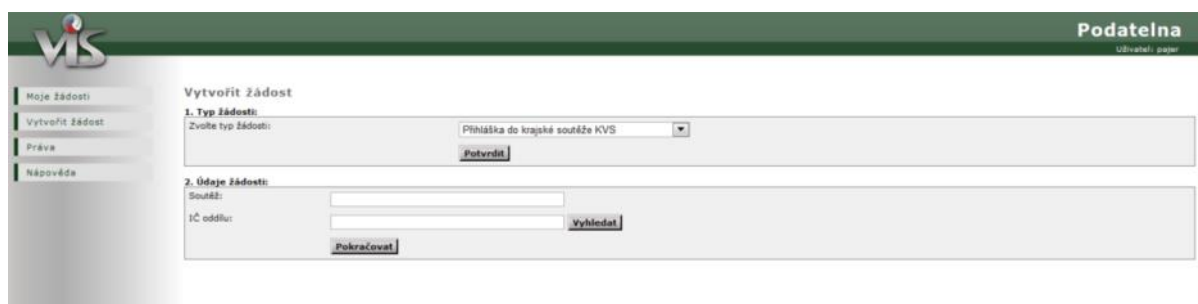 VIS
Podatelna
Uživatel: pajer
Moje žádosti
Vytvořit žádost
Práva
Nápověda
Vytvořit žádost
1. Typ žádosti:
Zvolte typ žádosti:
Přihláška do krajské soutěže KVS
Potvrdit
2. Údaje žádosti:
Soutěž:
IČ oddílu:
Vyhledat
Pokračovat